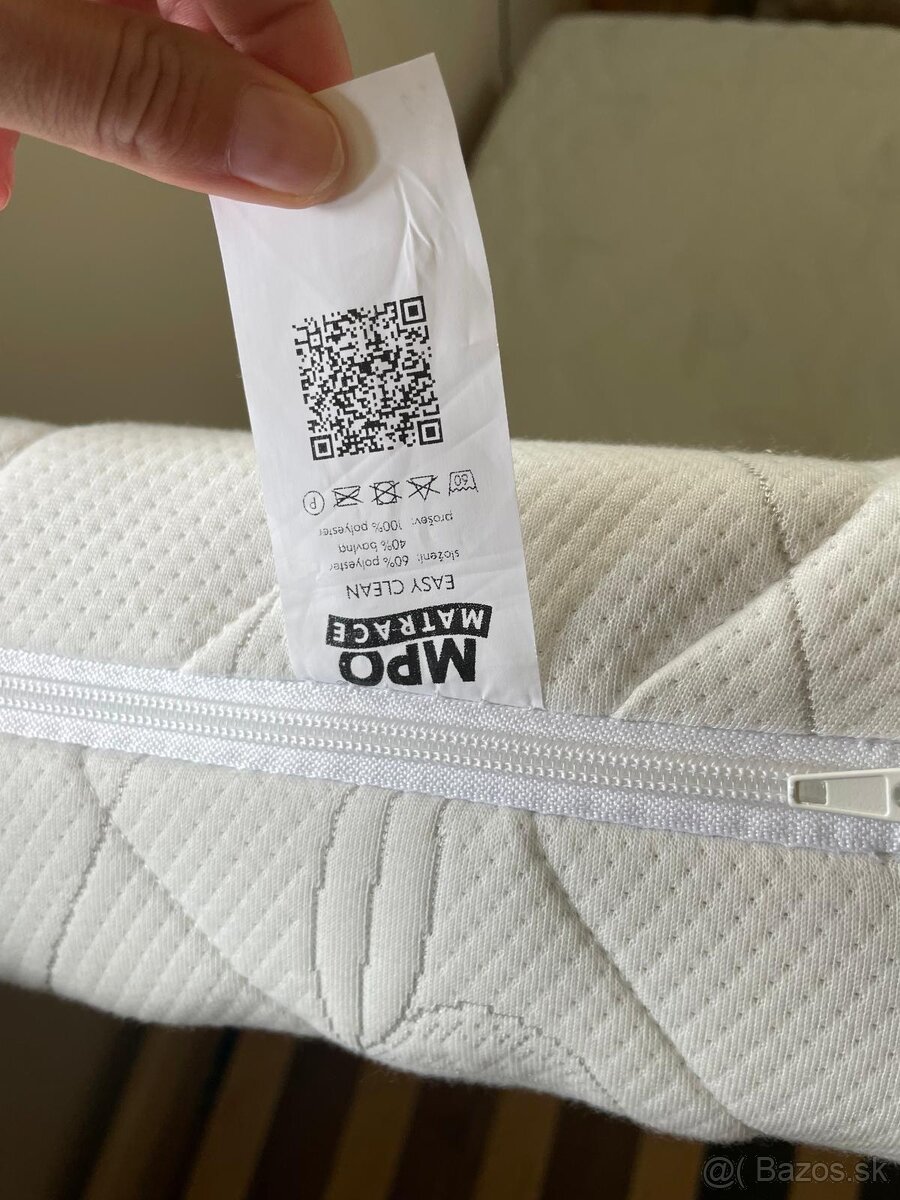 MPO
MATRACE
EASY CLEAN
složení: 60% polyester
40% bavlna
prošev: 100% polyester
60
P
@( Bazos.sk